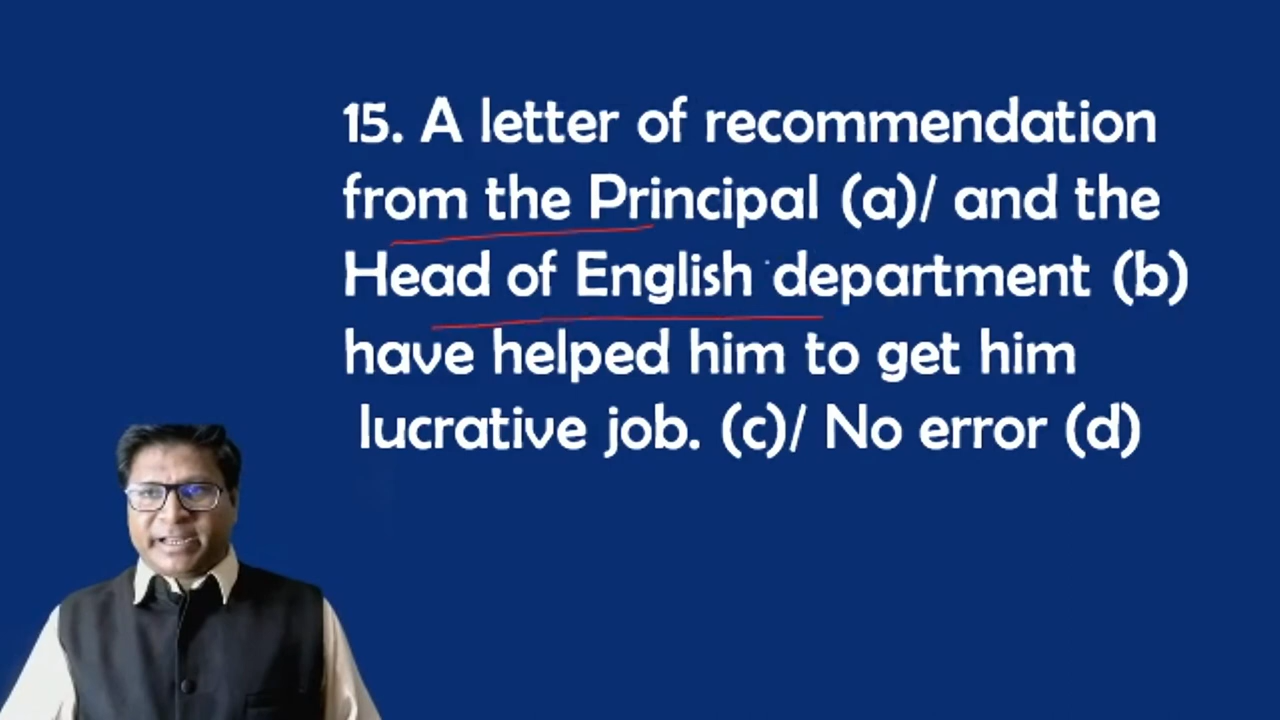 15. A letter of recommendation
from the Principal (a)/ and the
Head of English department (b)
have helped him to get him
lucrative job. (c)/ No error (d)